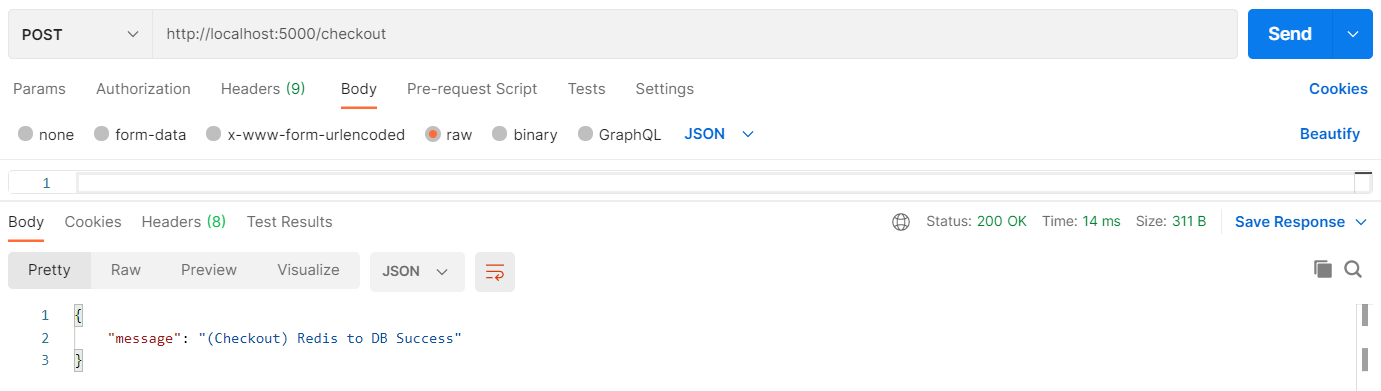 POST http://localhost:5000/checkout Send
Params Authorization Headers (9) Body Pre-request Script Tests Settings Cookies
none form-data x-www-form-urlencoded raw binary GraphQL JSON Beautify
1
Body Cookies Headers (8) Test Results Status: 200 OK Time: 14 ms Size: 311 B Save Response
Pretty Raw Preview Visualize JSON
1 {
2 "message": "(Checkout) Redis to DB Success"
3 }